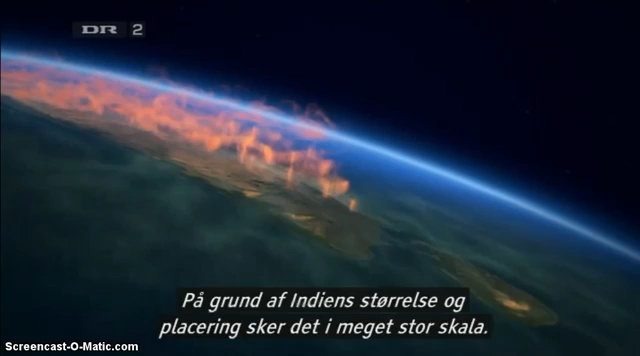 DR 2
På grund af Indiens størrelse og
placering sker det i meget stor skala.
Screencast-O-Matic.com